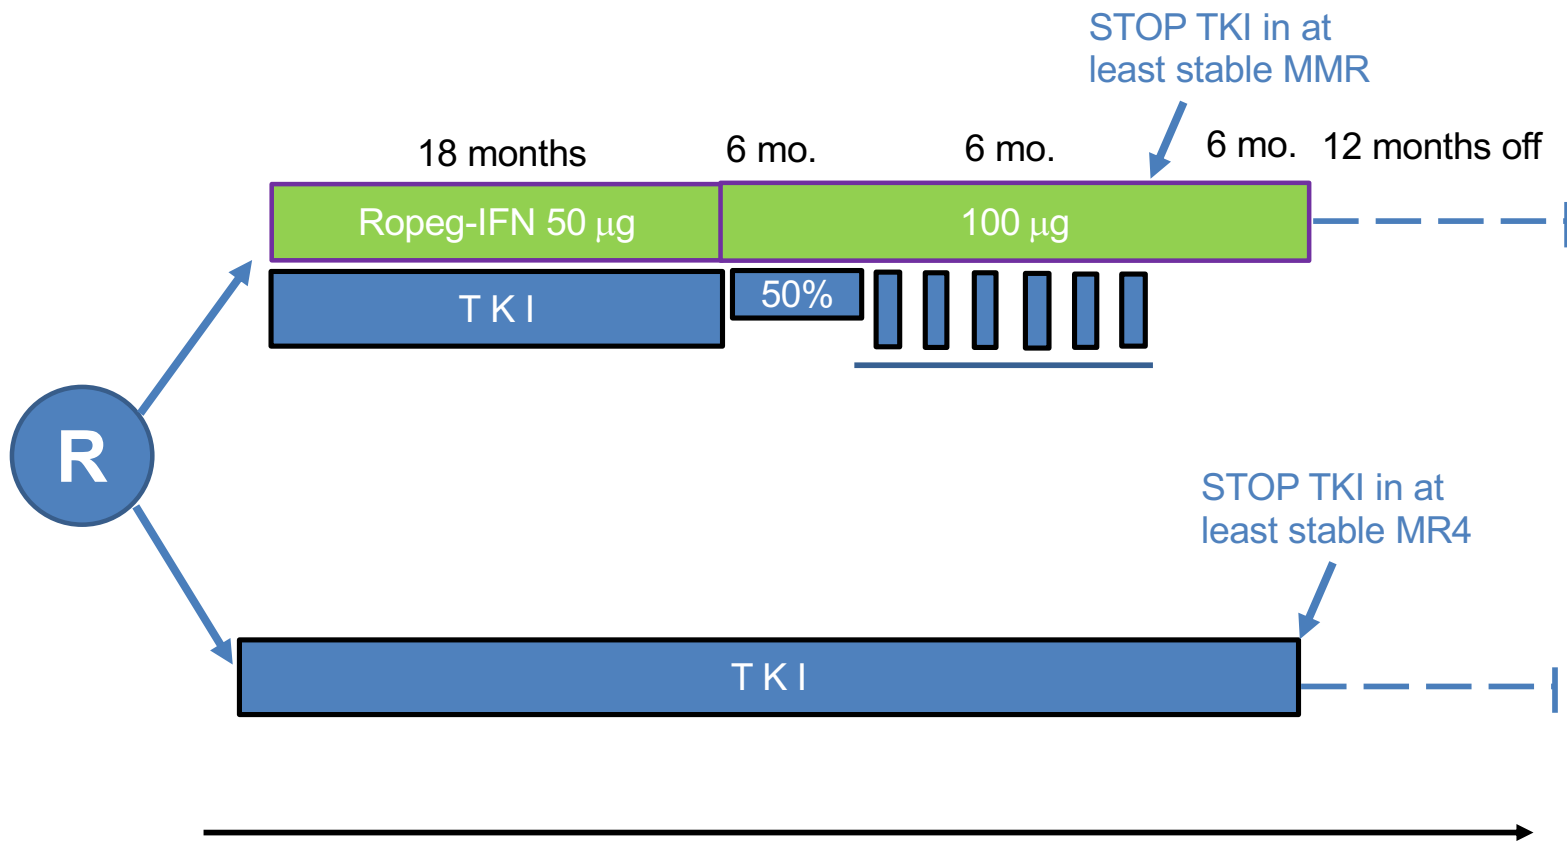 STOP TKI in at
least stable MMR
18 months
6 mo.
6 mo.
6 mo.
12 months off
Ropeg-IFN 50 μg
100 μg
T K I
50%
R
STOP TKI in at
least stable MR4
T K I